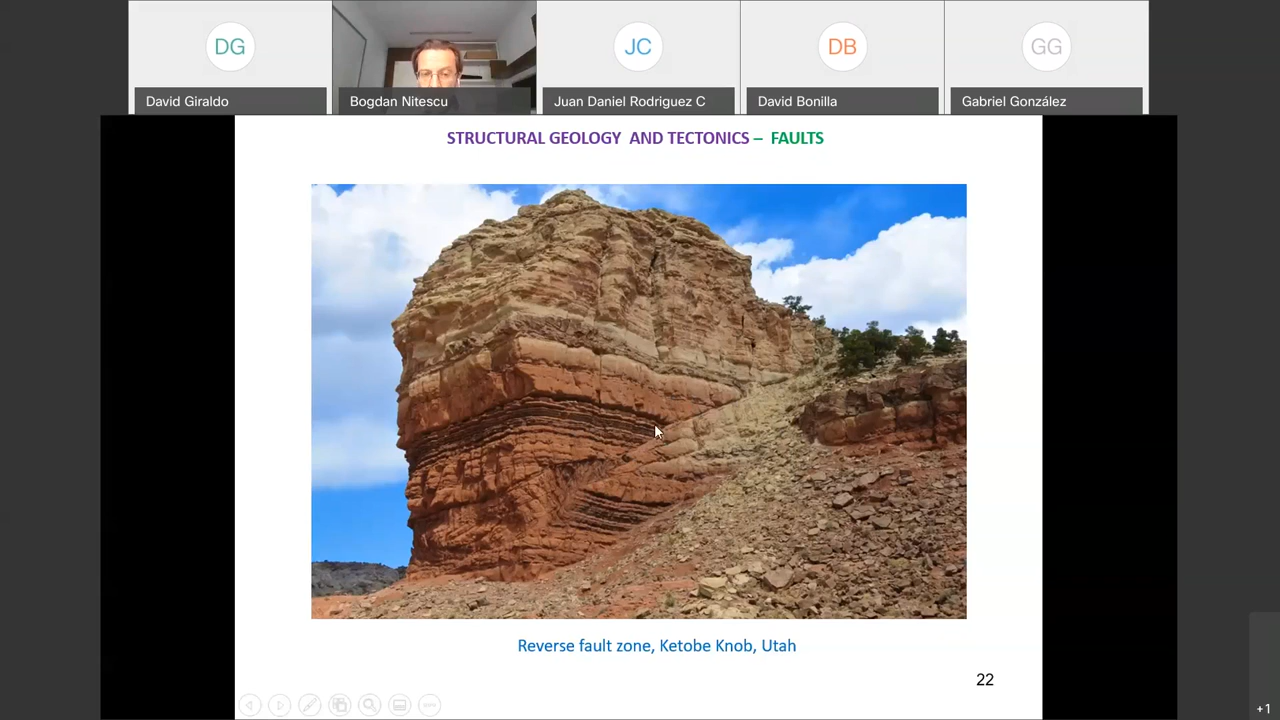 DG
JC
DB
GG
David Giraldo
Bogdan Nitescu
Juan Daniel Rodriguez C
David Bonilla
Gabriel González
STRUCTURAL GEOLOGY AND TECTONICS – FAULTS
Reverse fault zone, Ketobe Knob, Utah
22
+1